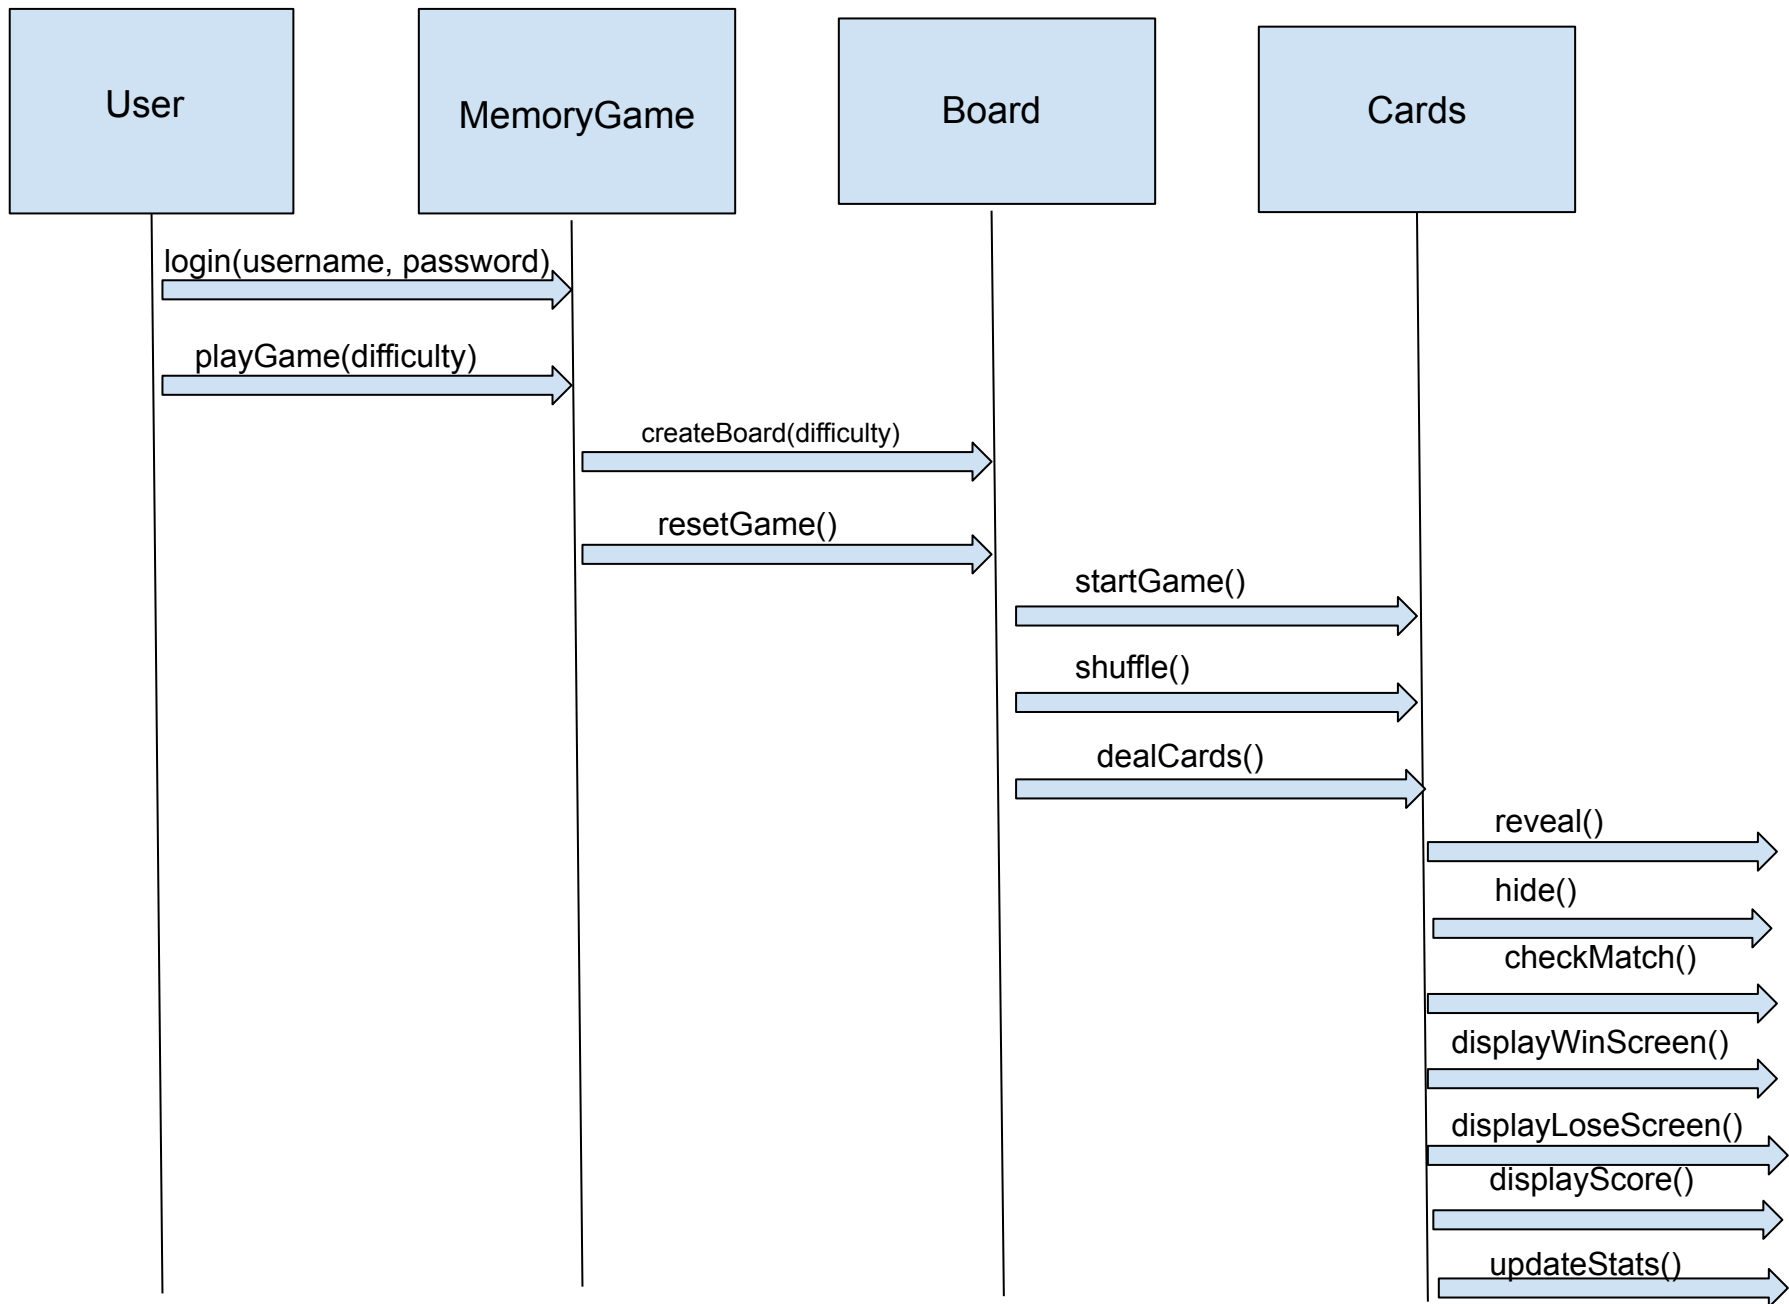 User
MemoryGame
Board
Cards
login(username, password)
playGame(difficulty)
createBoard(difficulty)
resetGame()
startGame()
shuffle()
dealCards()
reveal()
hide()
checkMatch()
displayWinScreen()
displayLoseScreen()
displayScore()
updateStats()